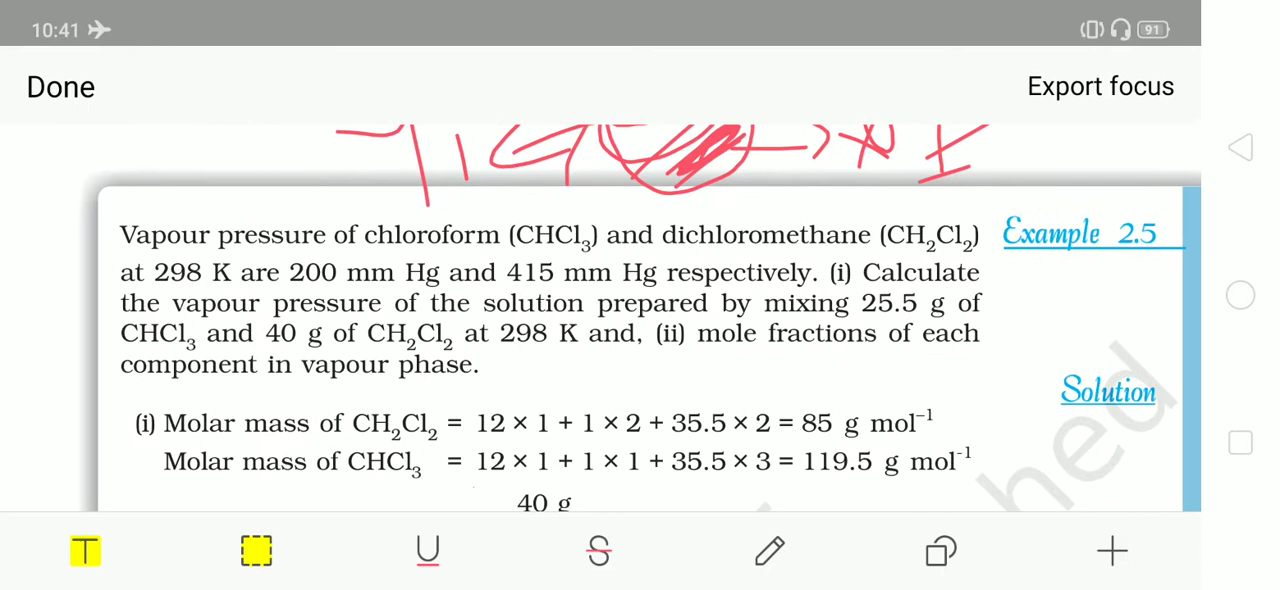 10:41
91
Done
Export focus
Vapour pressure of chloroform (CHCl₃) and dichloromethane (CH₂Cl₂)
Example 2.5
at 298 K are 200 mm Hg and 415 mm Hg respectively. (i) Calculate
the vapour pressure of the solution prepared by mixing 25.5 g of
CHCl₃ and 40 g of CH₂Cl₂ at 298 K and, (ii) mole fractions of each
component in vapour phase.
Solution
(i) Molar mass of CH₂Cl₂ = 12 × 1 + 1 × 2 + 35.5 × 2 = 85 g mol⁻¹
Molar mass of CHCl₃ = 12 × 1 + 1 × 1 + 35.5 × 3 = 119.5 g mol⁻¹
40 g
T
U
S